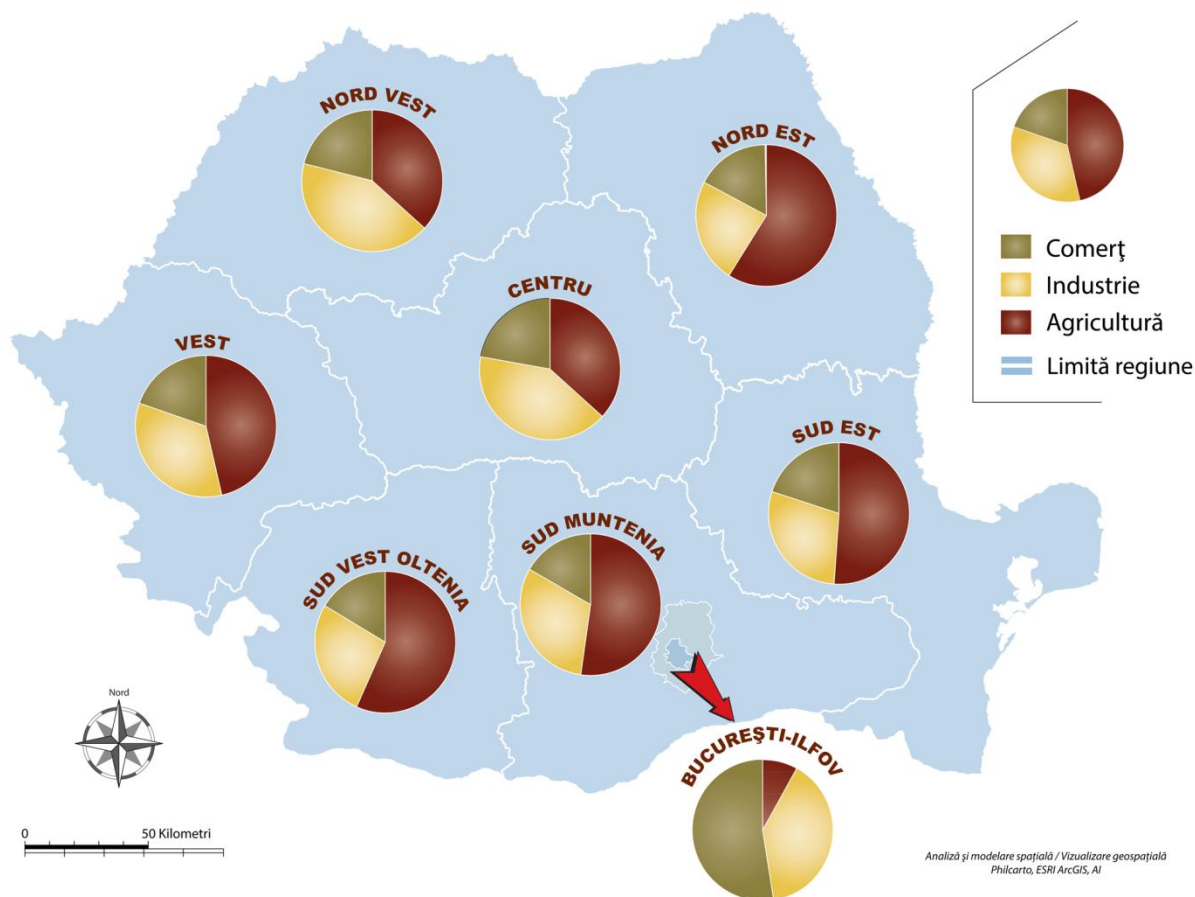 NORD VEST
NORD EST
Comerţ
Industrie
Agricultură
Limită regiune
CENTRU
VEST
SUD EST
SUD MUNTENIA
SUD VEST OLTENIA
Nord
BUCUREŞTI-ILFOV
0 50 Kilometri
Analiză şi modelare spaţială / Vizualizare geospaţială
Philcarto, ESRI ArcGIS, AI